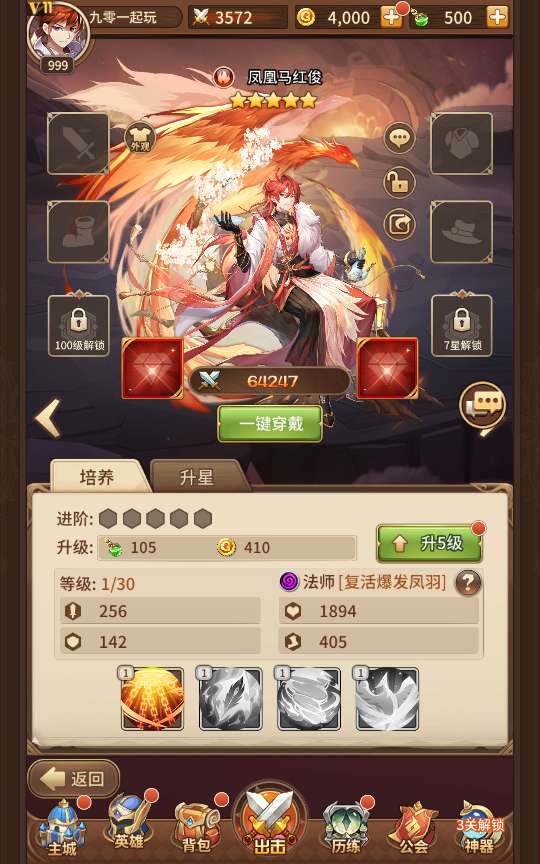 V11
九零一起玩
3572
4,000
500
999
凤凰马红俊
外观
100级解锁
7星解锁
64247
一键穿戴
培养
升星
进阶:
升级:
105
410
升5级
等级: 1/30
法师 [复活爆发凤羽]
?
256
1894
142
405
1
1
1
1
返回
主城
英雄
背包
出击
历练
公会
3关解锁
神器